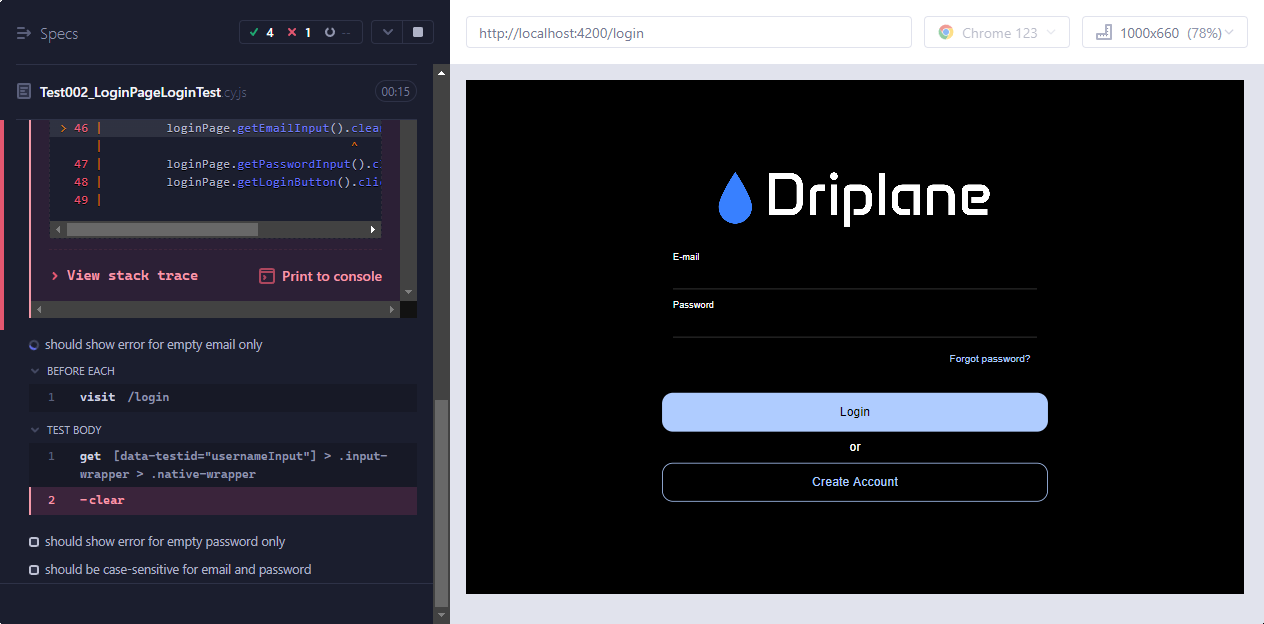 Specs
4 1 --
Test002_LoginPageLoginTest cy.js
00:15
> 46 | loginPage.getEmailInput().clea
| ^
47 | loginPage.getPasswordInput().c
48 | loginPage.getLoginButton().cli
49 |
View stack trace
Print to console
should show error for empty email only
BEFORE EACH
1 visit /login
TEST BODY
1 get [data-testid="usernameInput"] > .input-
wrapper > .native-wrapper
2 -clear
should show error for empty password only
should be case-sensitive for email and password
http://localhost:4200/login
Chrome 123
1000x660 (78%)
Driplane
E-mail
Password
Forgot password?
Login
or
Create Account